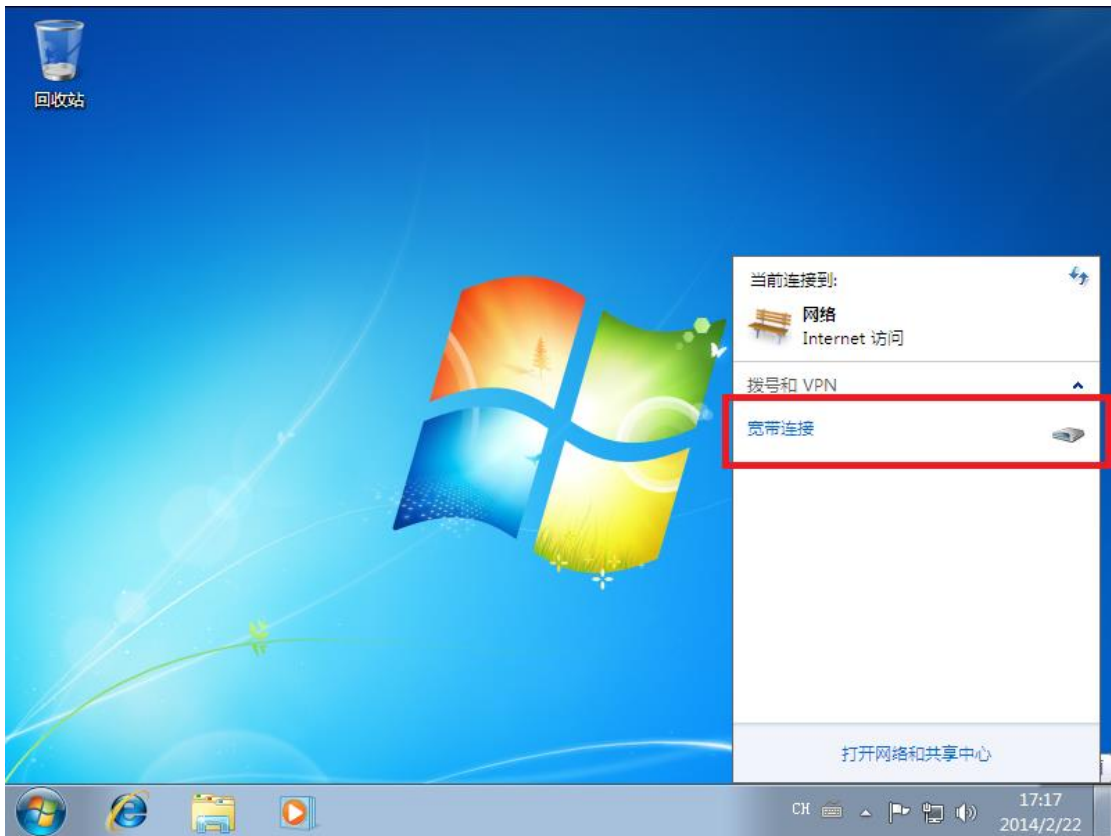 回收站
当前连接到:
网络
Internet 访问
拨号和 VPN
宽带连接
打开网络和共享中心
CH
17:17
2014/2/22